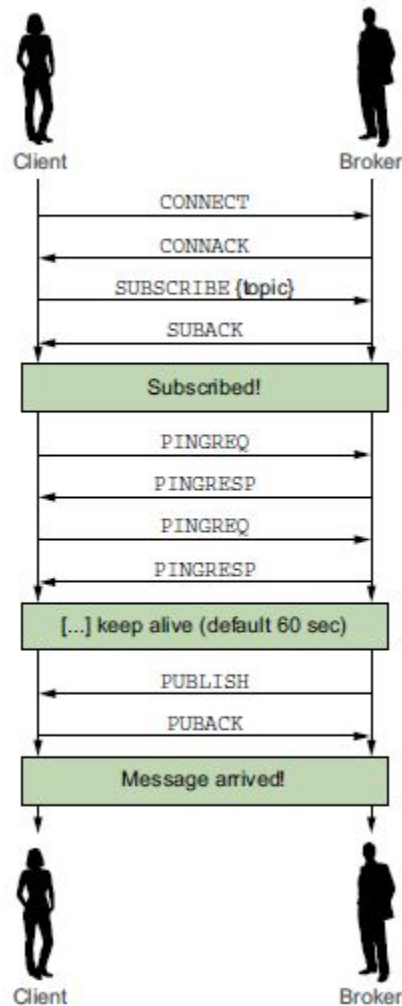 Client Broker
CONNECT
CONNACK
SUBSCRIBE {topic}
SUBACK
Subscribed!
PINGREQ
PINGRESP
PINGREQ
PINGRESP
[...] keep alive (default 60 sec)
PUBLISH
PUBACK
Message arrived!
Client Broker